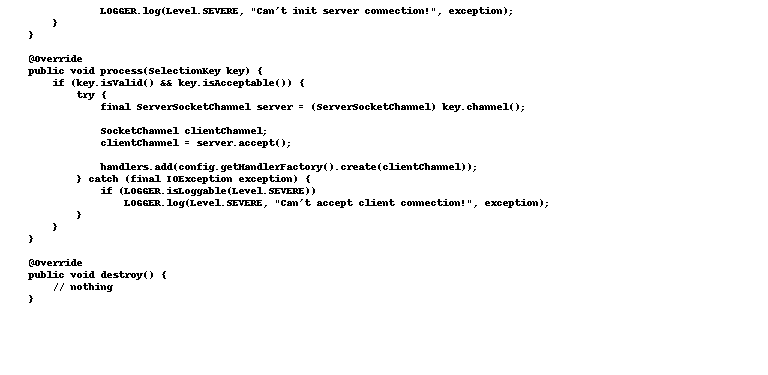 LOGGER.log(Level.SEVERE, "Can't init server connection!", exception);
}
}
@Override
public void process(SelectionKey key) {
if (key.isValid() && key.isAcceptable()) {
try {
final ServerSocketChannel server = (ServerSocketChannel) key.channel();
SocketChannel clientChannel;
clientChannel = server.accept();
handlers.add(config.getHandlerFactory().create(clientChannel));
} catch (final IOException exception) {
if (LOGGER.isLoggable(Level.SEVERE))
LOGGER.log(Level.SEVERE, "Can't accept client connection!", exception);
}
}
}
@Override
public void destroy() {
// nothing
}